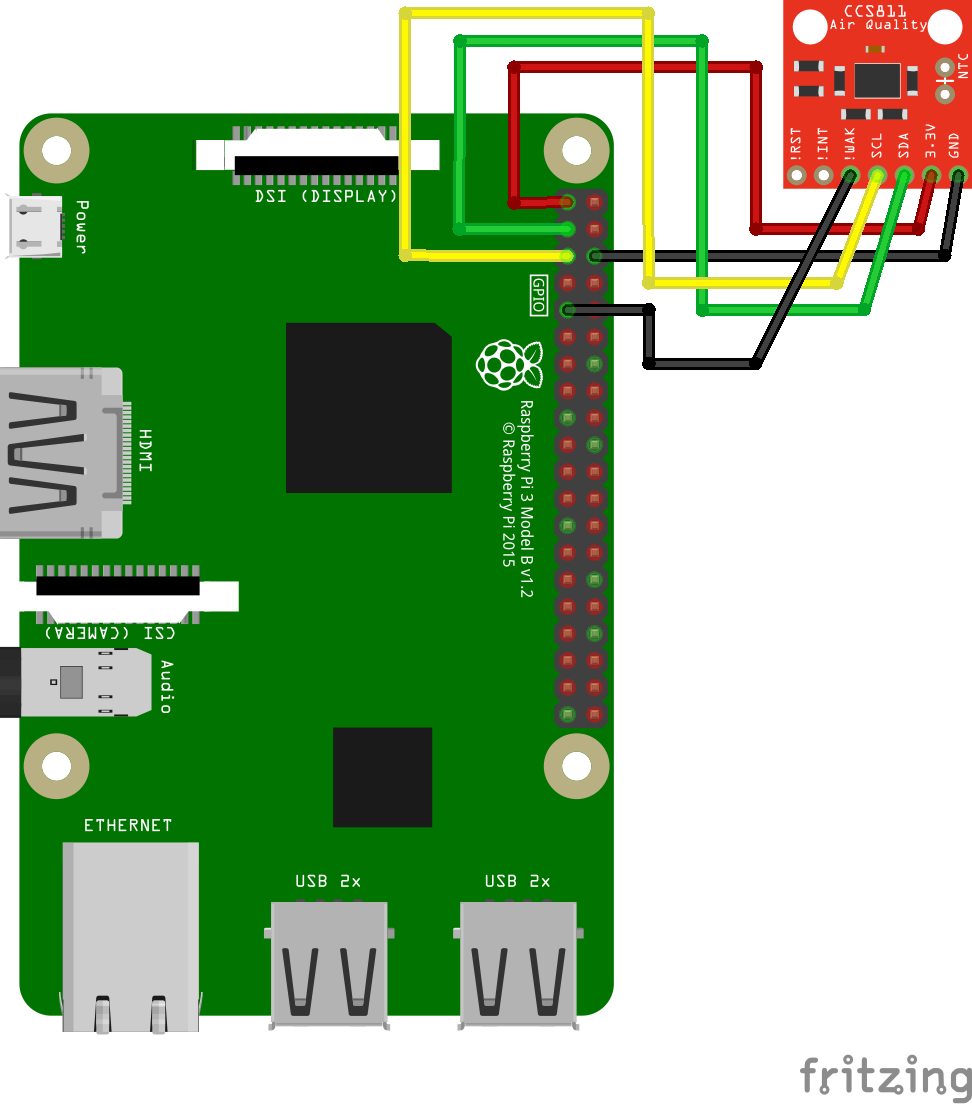 CCS811
Air Quality
NTC
!RST
!INT
!WAK
SCL
SDA
3.3V
GND
DSI (DISPLAY)
Power
GPIO
HDMI
Raspberry Pi 3 Model B v1.2
© Raspberry Pi 2015
CSI (CAMERA)
Audio
ETHERNET
USB 2x
USB 2x
fritzing